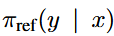 π_ref(y | x)